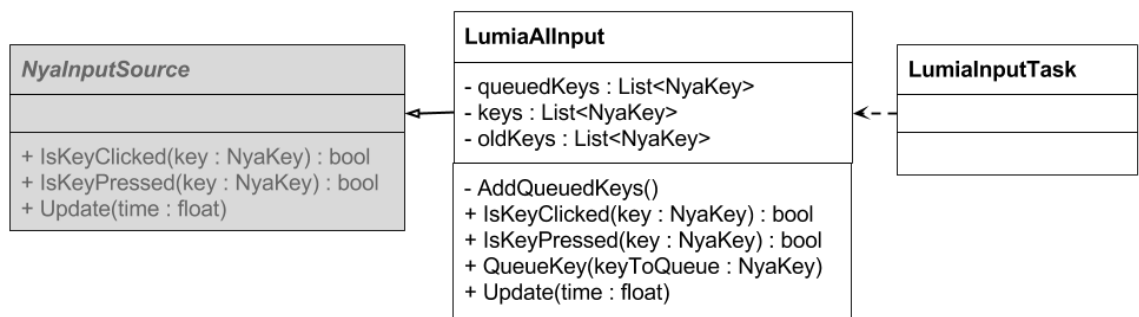 NyaInputSource
+ IsKeyClicked(key : NyaKey) : bool
+ IsKeyPressed(key : NyaKey) : bool
+ Update(time : float)
LumiaAIInput
- queuedKeys : List<NyaKey>
- keys : List<NyaKey>
- oldKeys : List<NyaKey>
- AddQueuedKeys()
+ IsKeyClicked(key : NyaKey) : bool
+ IsKeyPressed(key : NyaKey) : bool
+ QueueKey(keyToQueue : NyaKey)
+ Update(time : float)
LumiaInputTask